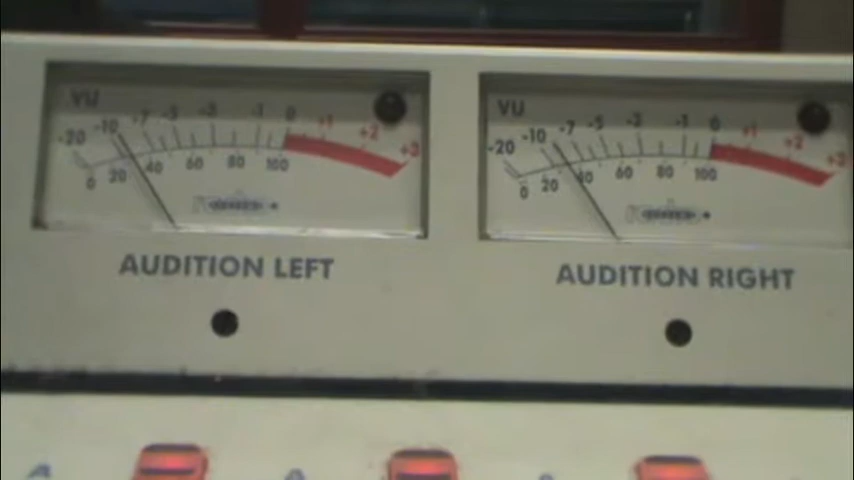 VU
-20 -10 -7 -5 -3 -1 0 +1 +2 +3
0 20 40 60 80 100
AUDITION LEFT
VU
-20 -10 -7 -5 -3 -1 0 +1 +2 +3
0 20 40 60 80 100
AUDITION RIGHT
A
A